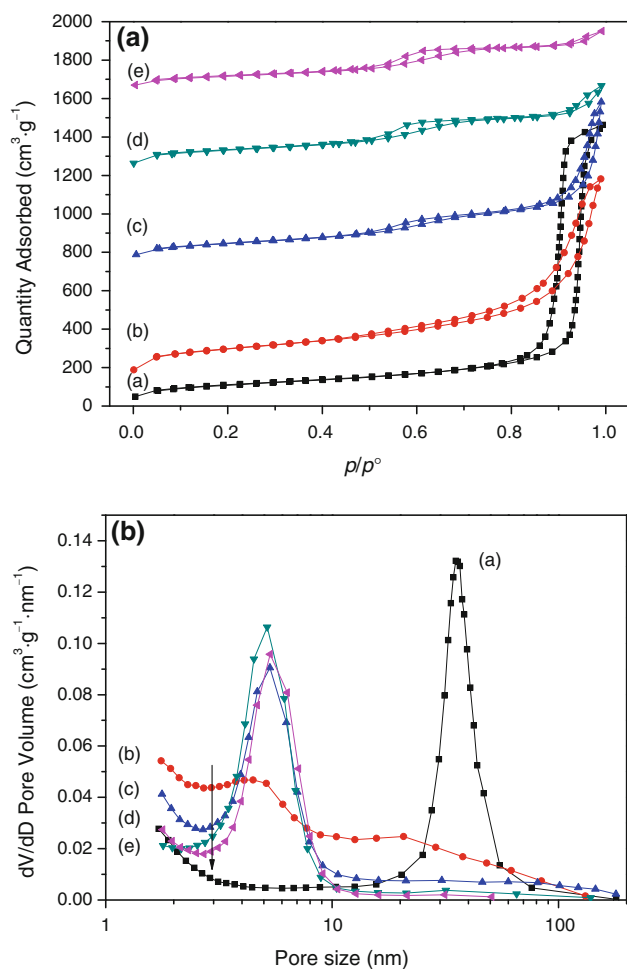 (a)
2000
1800
1600
1400
1200
1000
800
600
400
200
0
(e)
(d)
(c)
(b)
(a)
0.0 0.2 0.4 0.6 0.8 1.0
p/p°
Quantity Adsorbed (cm³·g⁻¹)
(b)
0.14
0.12
0.10
0.08
0.06
0.04
0.02
0.00
(a)
(b)
(c)
(d)
(e)
1 10 100
Pore size (nm)
dV/dD Pore Volume (cm³·g⁻¹·nm⁻¹)